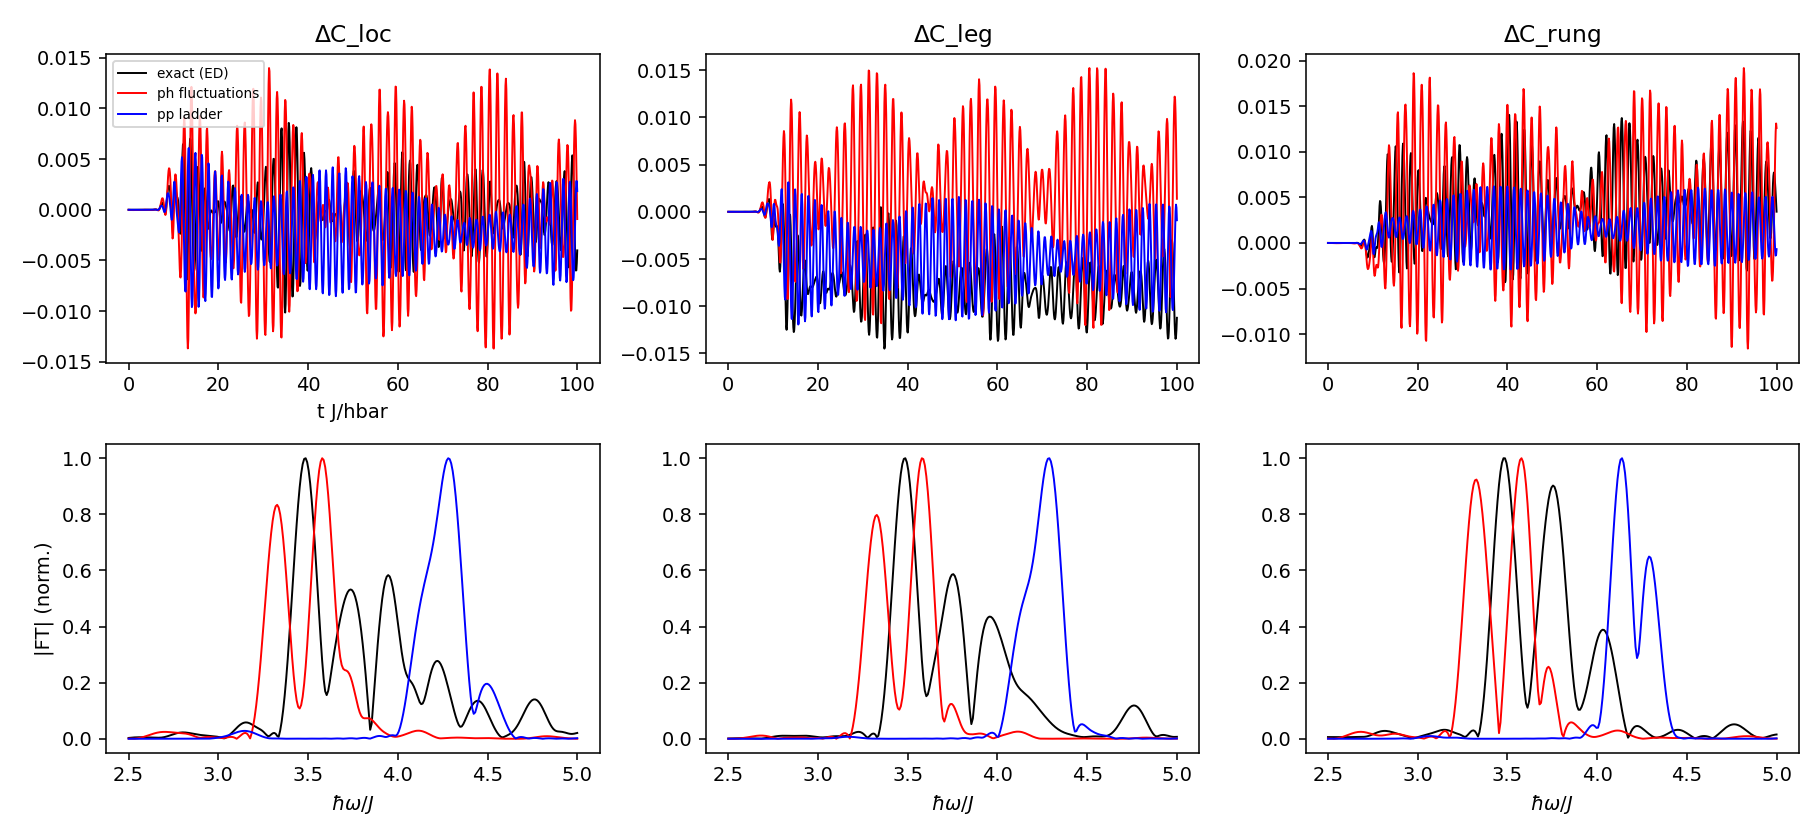 ΔC_loc
0.015
0.010
0.005
0.000
−0.005
−0.010
−0.015
exact (ED)
ph fluctuations
pp ladder
0 20 40 60 80 100
t J/hbar
ΔC_leg
0.015
0.010
0.005
0.000
−0.005
−0.010
−0.015
0 20 40 60 80 100
ΔC_rung
0.020
0.015
0.010
0.005
0.000
−0.005
−0.010
0 20 40 60 80 100
|FT| (norm.)
1.0
0.8
0.6
0.4
0.2
0.0
2.5 3.0 3.5 4.0 4.5 5.0
ħω/J
1.0
0.8
0.6
0.4
0.2
0.0
2.5 3.0 3.5 4.0 4.5 5.0
ħω/J
1.0
0.8
0.6
0.4
0.2
0.0
2.5 3.0 3.5 4.0 4.5 5.0
ħω/J